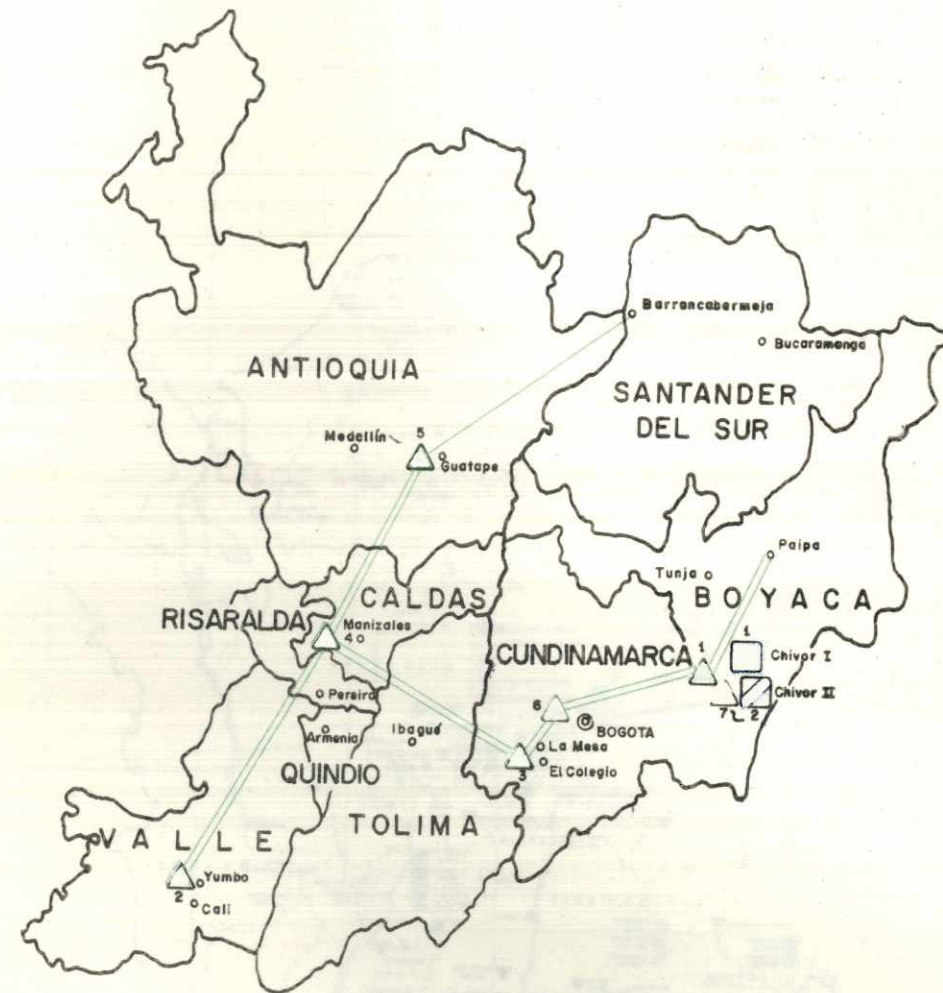 Barrancabermeja
Bucaramanga
ANTIOQUIA
SANTANDER
DEL SUR
Medellín
5
Guatape
Paipa
Tunja
BOYACA
RISARALDA
CALDAS
Manizales
4
CUNDINAMARCA
1
1
Chivor I
Chivor II
7
2
Pereira
6
BOGOTA
Armenia
Ibagué
La Mesa
3
El Colegio
QUINDIO
TOLIMA
VALLE
Yumbo
2
Cali